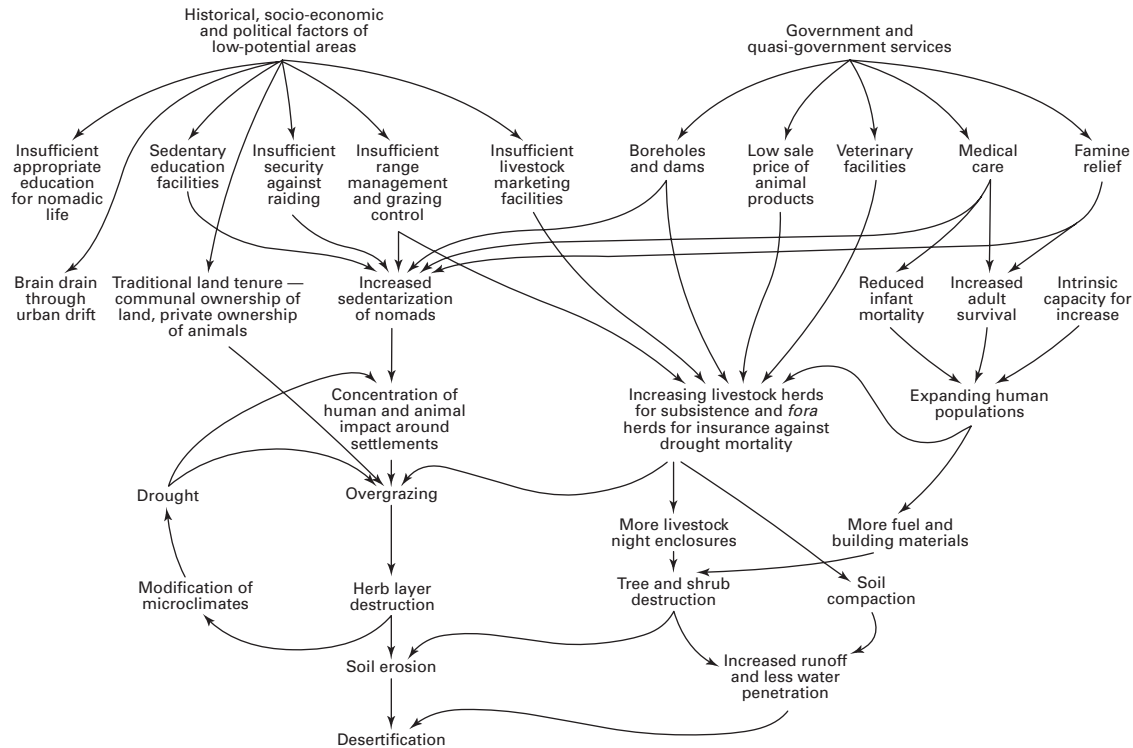 Historical, socio-economic
and political factors of
low-potential areas
Government and
quasi-government services
Insufficient
appropriate
education
for nomadic
life
Sedentary
education
facilities
Insufficient
security
against
raiding
Insufficient
range
management
and grazing
control
Insufficient
livestock
marketing
facilities
Boreholes
and dams
Low sale
price of
animal
products
Veterinary
facilities
Medical
care
Famine
relief
Brain drain
through
urban drift
Traditional land tenure —
communal ownership of
land, private ownership
of animals
Increased
sedentarization
of nomads
Reduced
infant
mortality
Increased
adult
survival
Intrinsic
capacity for
increase
Concentration of
human and animal
impact around
settlements
Increasing livestock herds
for subsistence and fora
herds for insurance against
drought mortality
Expanding human
populations
Drought
Overgrazing
More livestock
night enclosures
More fuel and
building materials
Modification of
microclimates
Herb layer
destruction
Tree and shrub
destruction
Soil
compaction
Soil erosion
Increased runoff
and less water
penetration
Desertification